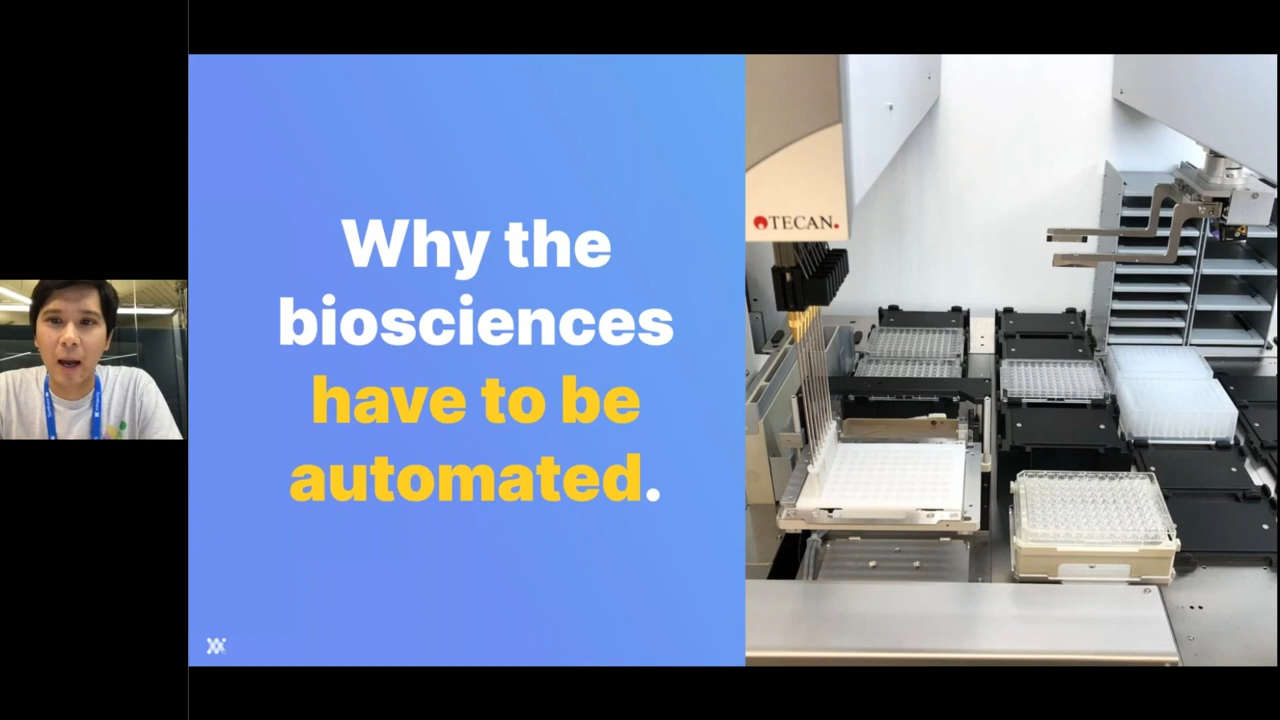 Why the
biosciences
have to be
automated.
TECAN.